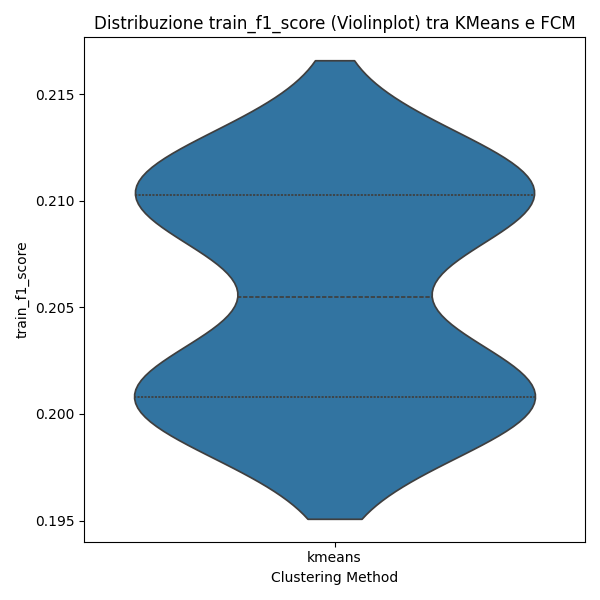 Distribuzione train_f1_score (Violinplot) tra KMeans e FCM
0.215
0.210
0.205
0.200
0.195
train_f1_score
kmeans
Clustering Method